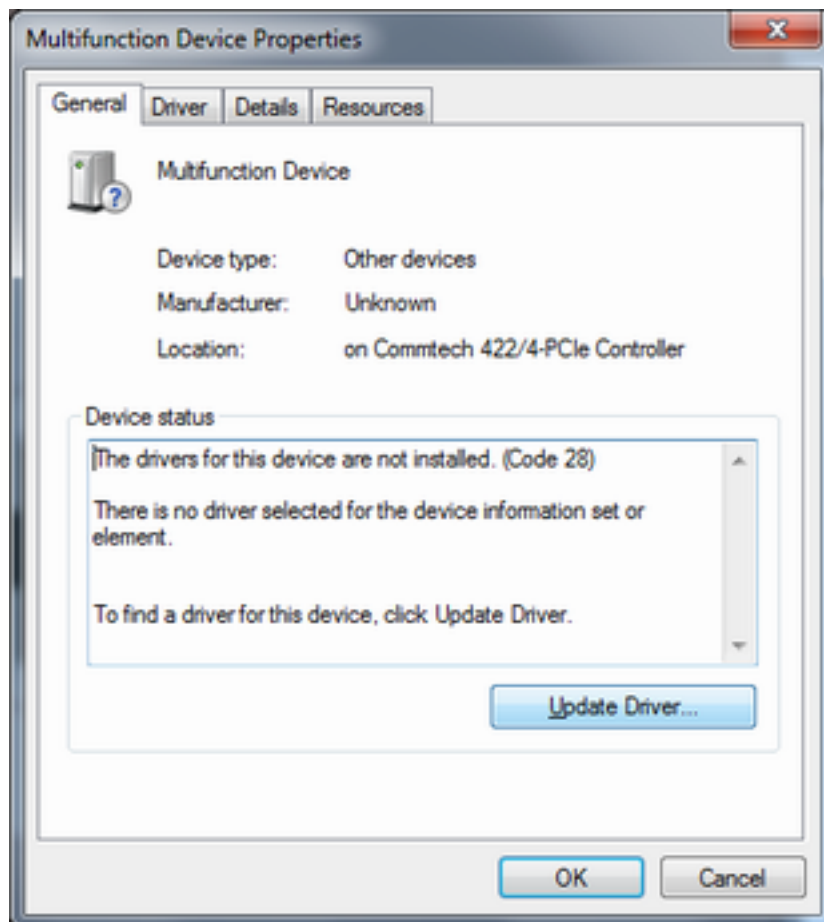 Multifunction Device Properties
General Driver Details Resources
Multifunction Device
Device type: Other devices
Manufacturer: Unknown
Location: on Commtech 422/4-PCIe Controller
Device status
The drivers for this device are not installed. (Code 28)
There is no driver selected for the device information set or
element.
To find a driver for this device, click Update Driver.
Update Driver...
OK Cancel